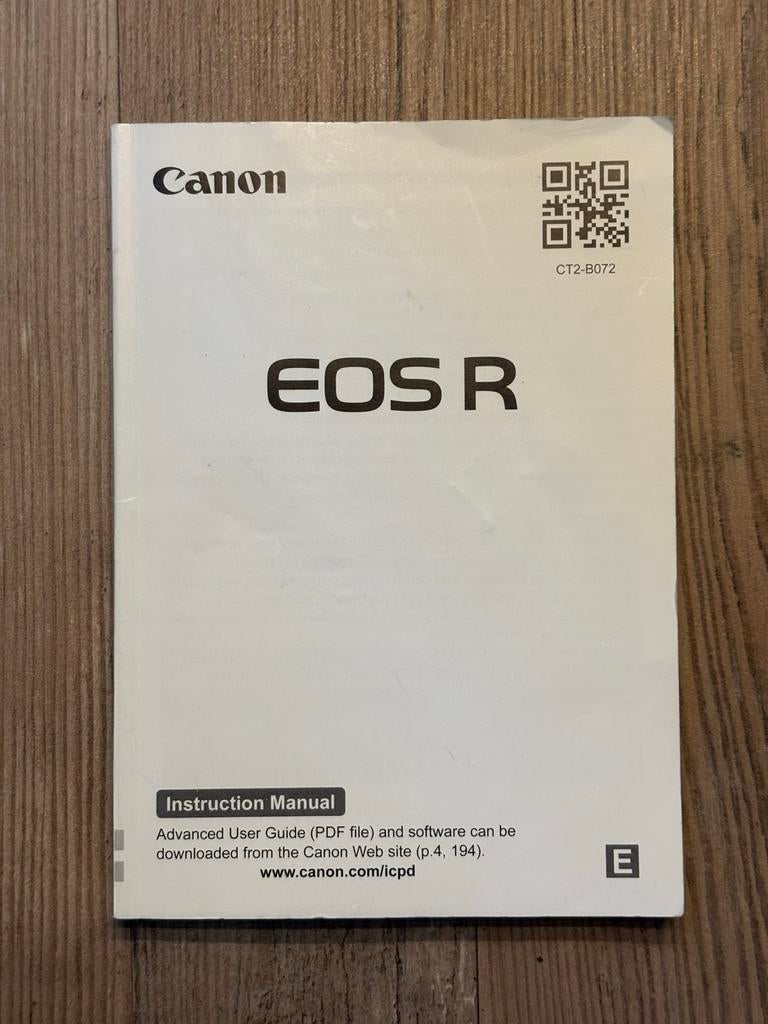 Canon
CT2-B072
EOS R
Instruction Manual
Advanced User Guide (PDF file) and software can be
downloaded from the Canon Web site (p.4, 194).
www.canon.com/icpd
E